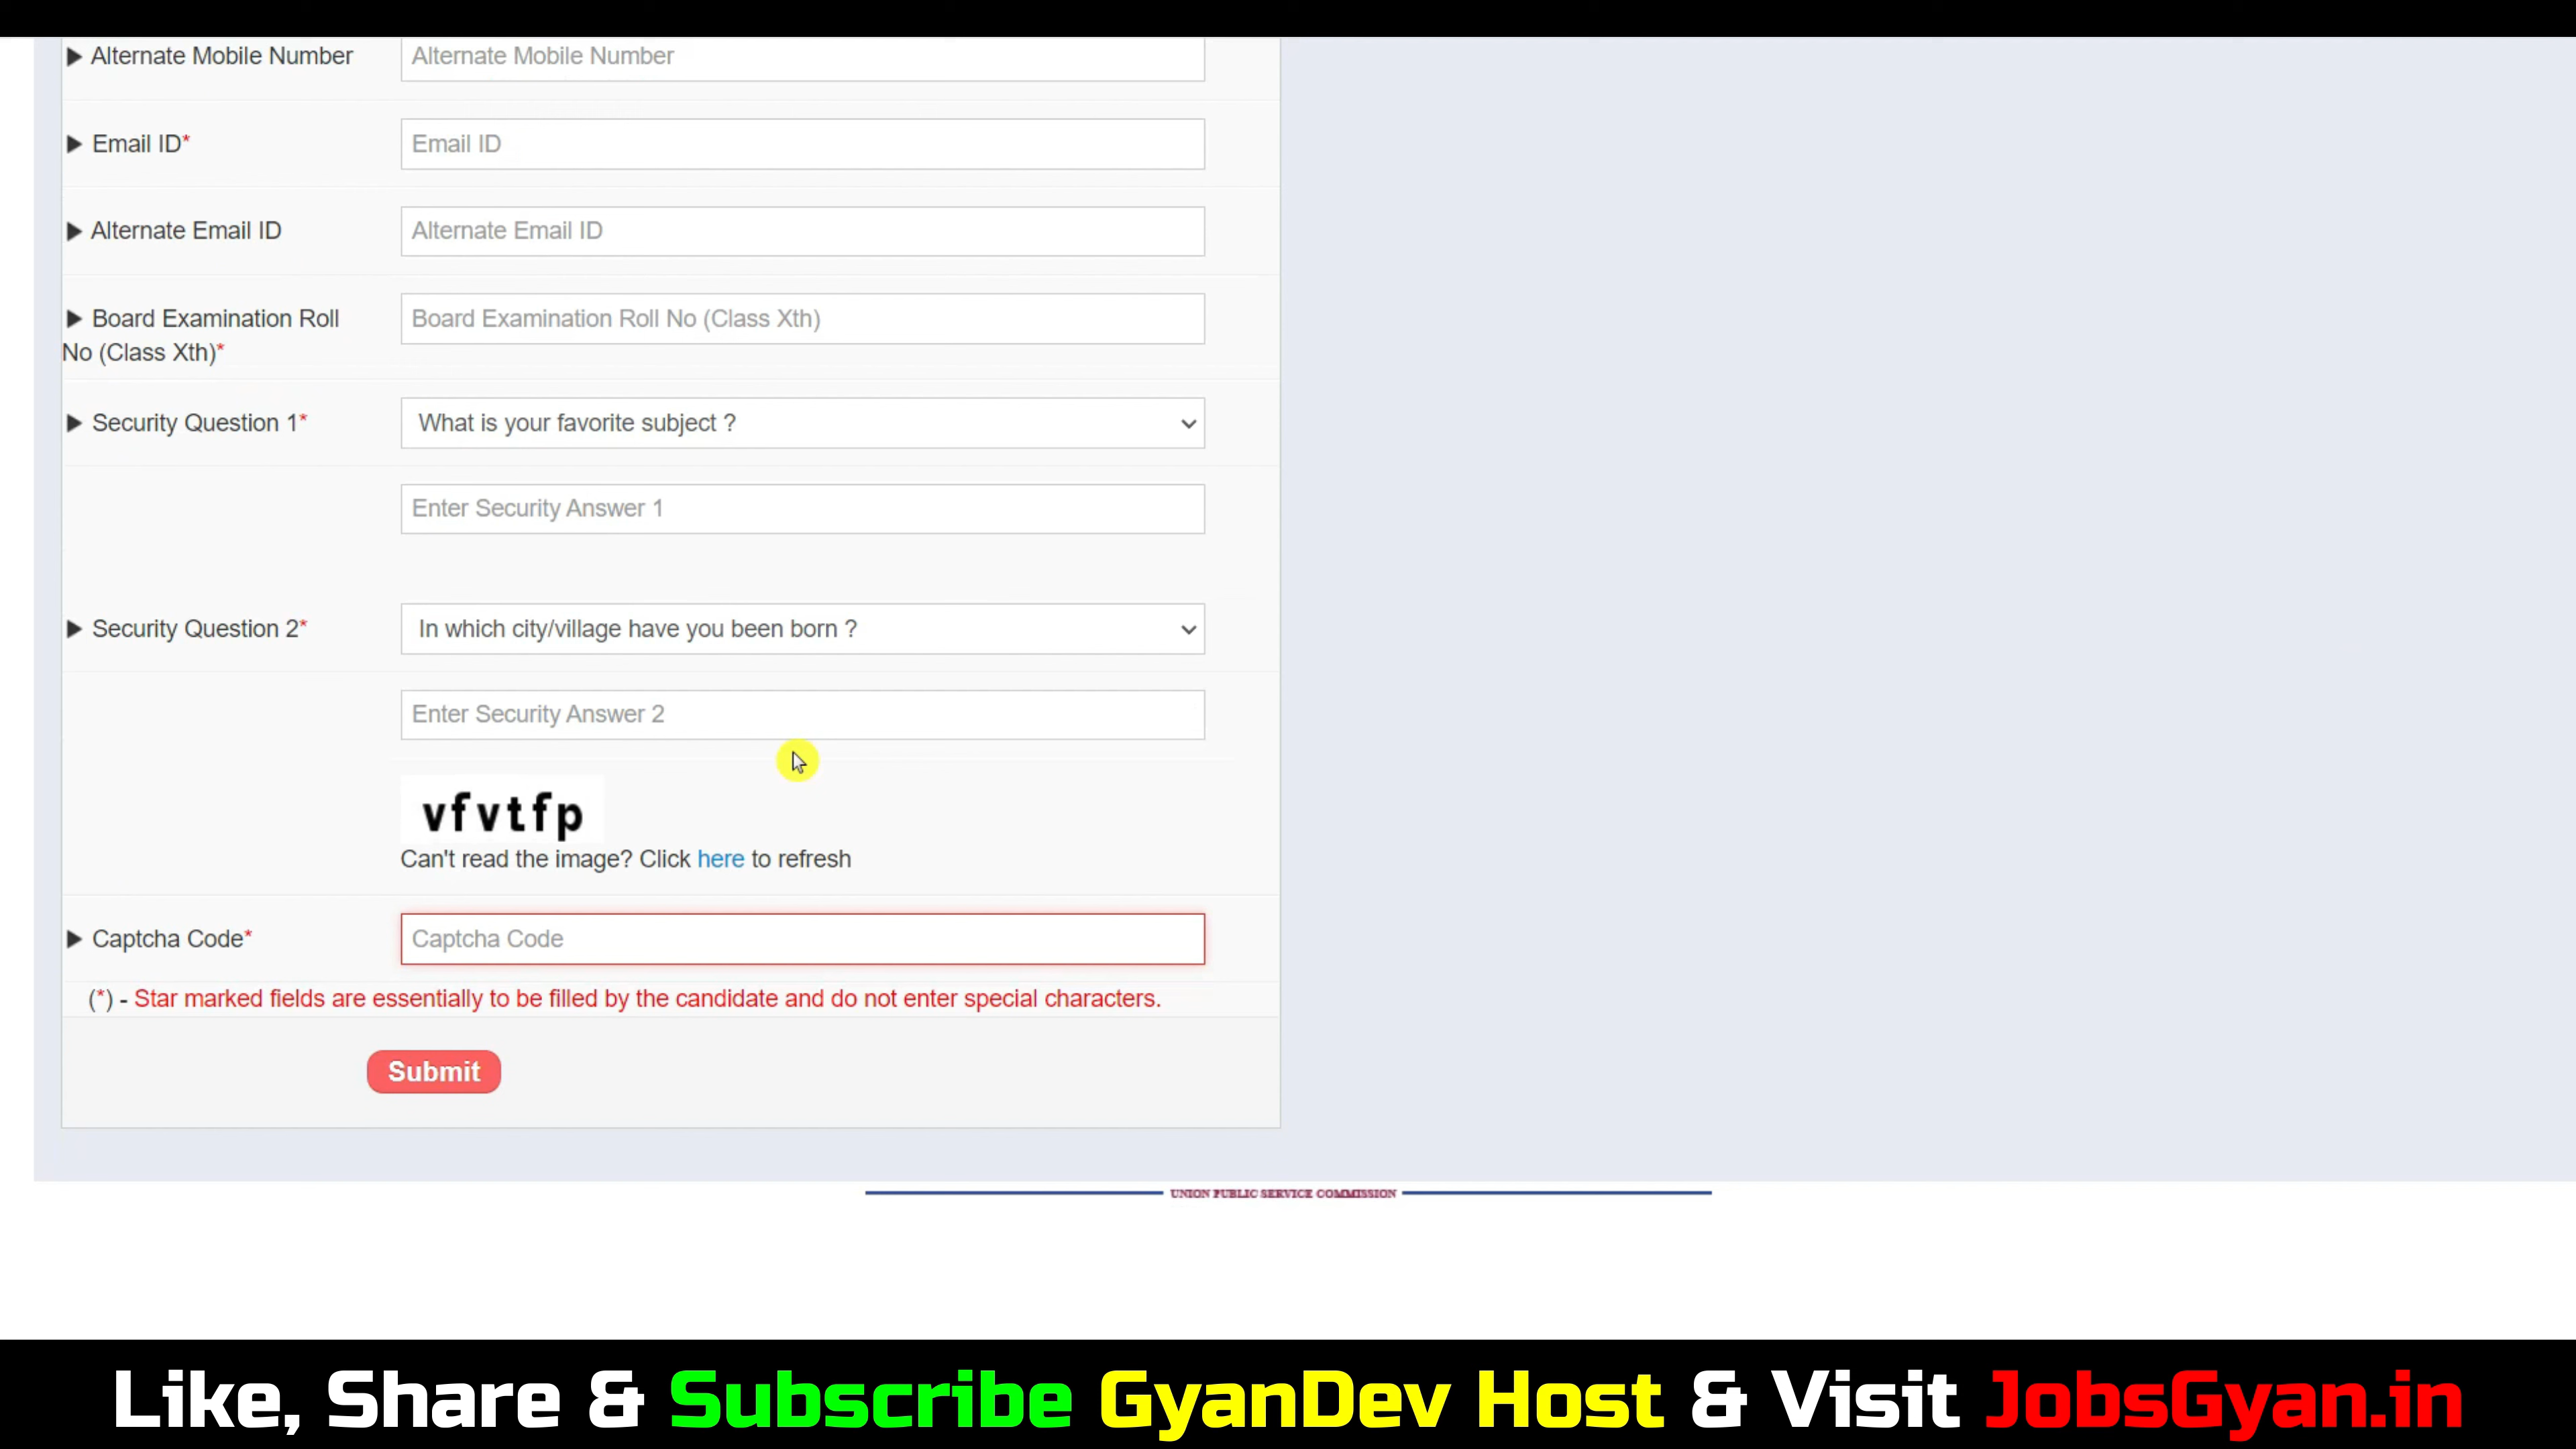 Alternate Mobile Number Alternate Mobile Number
Email ID* Email ID
Alternate Email ID Alternate Email ID
Board Examination Roll Board Examination Roll No (Class Xth)
No (Class Xth)*
Security Question 1* What is your favorite subject ?
Enter Security Answer 1
Security Question 2* In which city/village have you been born ?
Enter Security Answer 2
vfvtfp
Can't read the image? Click here to refresh
Captcha Code* Captcha Code
(*) - Star marked fields are essentially to be filled by the candidate and do not enter special characters.
Submit
UNION PUBLIC SERVICE COMMISSION
Like, Share & Subscribe GyanDev Host & Visit JobsGyan.in